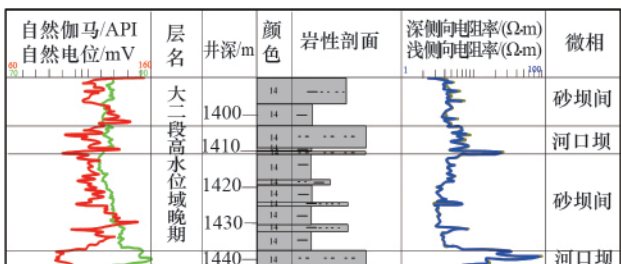 自然伽马/API
自然电位/mV
60 160
70 90
层名
井深/m
颜色
岩性剖面
深侧向电阻率/(Ω·m)
浅侧向电阻率/(Ω·m)
1 100
微相
大二段高水位域晚期
1400
1410
1420
1430
1440
14
14
14
14
14
14
14
14
14
14
砂坝间
河口坝
砂坝间
河口坝